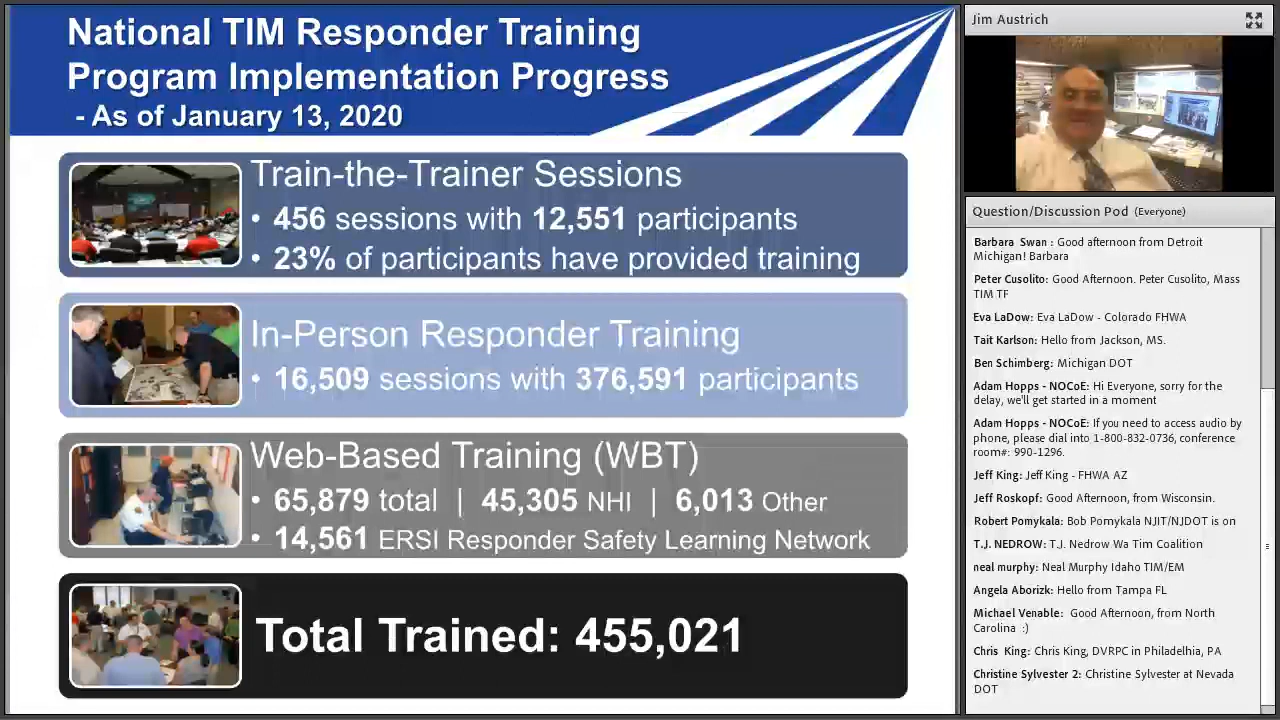 National TIM Responder Training
Program Implementation Progress
- As of January 13, 2020
Train-the-Trainer Sessions
• 456 sessions with 12,551 participants
• 23% of participants have provided training
In-Person Responder Training
• 16,509 sessions with 376,591 participants
Web-Based Training (WBT)
• 65,879 total | 45,305 NHI | 6,013 Other
• 14,561 ERSI Responder Safety Learning Network
Total Trained: 455,021
Jim Austrich
Question/Discussion Pod (Everyone)
Barbara Swan : Good afternoon from Detroit
Michigan! Barbara
Peter Cusolito: Good Afternoon. Peter Cusolito, Mass
TIM TF
Eva LaDow: Eva LaDow - Colorado FHWA
Tait Karlson: Hello from Jackson, MS.
Ben Schimberg: Michigan DOT
Adam Hopps - NOCoE: Hi Everyone, sorry for the
delay, we'll get started in a moment
Adam Hopps - NOCoE: If you need to access audio by
phone, please dial into 1-800-832-0736, conference
room#: 990-1296.
Jeff King: Jeff King - FHWA AZ
Jeff Roskopf: Good Afternoon, from Wisconsin.
Robert Pomykala: Bob Pomykala NJIT/NJDOT is on
T.J. NEDROW: T.J. Nedrow Wa Tim Coalition
neal murphy: Neal Murphy Idaho TIM/EM
Angela Aborizk: Hello from Tampa FL
Michael Venable: Good Afternoon, from North
Carolina :)
Chris King: Chris King, DVRPC in Philadelhia, PA
Christine Sylvester 2: Christine Sylvester at Nevada
DOT